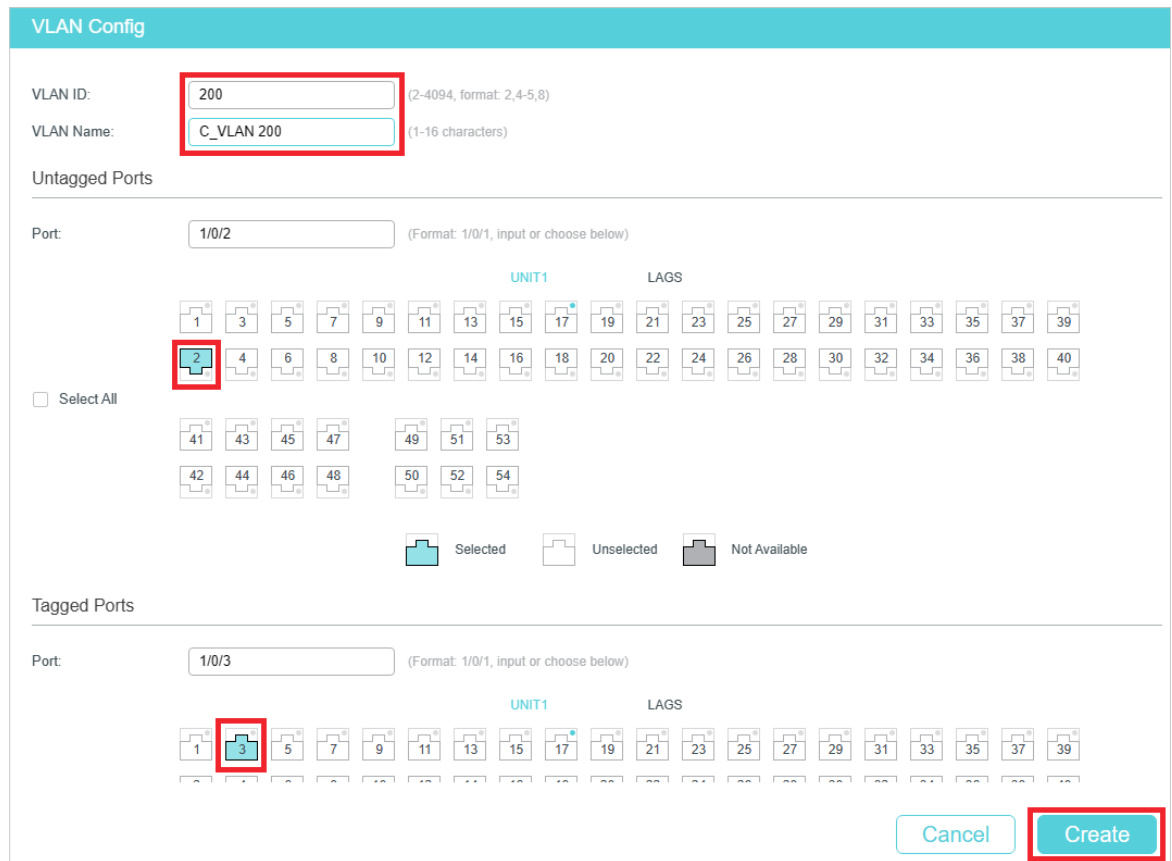 VLAN Config
VLAN ID: 200 (2-4094, format: 2,4-5,8)
VLAN Name: C_VLAN 200 (1-16 characters)
Untagged Ports
Port: 1/0/2 (Format: 1/0/1, input or choose below)
UNIT1 LAGS
1 3 5 7 9 11 13 15 17 19 21 23 25 27 29 31 33 35 37 39
2 4 6 8 10 12 14 16 18 20 22 24 26 28 30 32 34 36 38 40
Select All
41 43 45 47 49 51 53
42 44 46 48 50 52 54
Selected Unselected Not Available
Tagged Ports
Port: 1/0/3 (Format: 1/0/1, input or choose below)
UNIT1 LAGS
1 3 5 7 9 11 13 15 17 19 21 23 25 27 29 31 33 35 37 39
Cancel Create